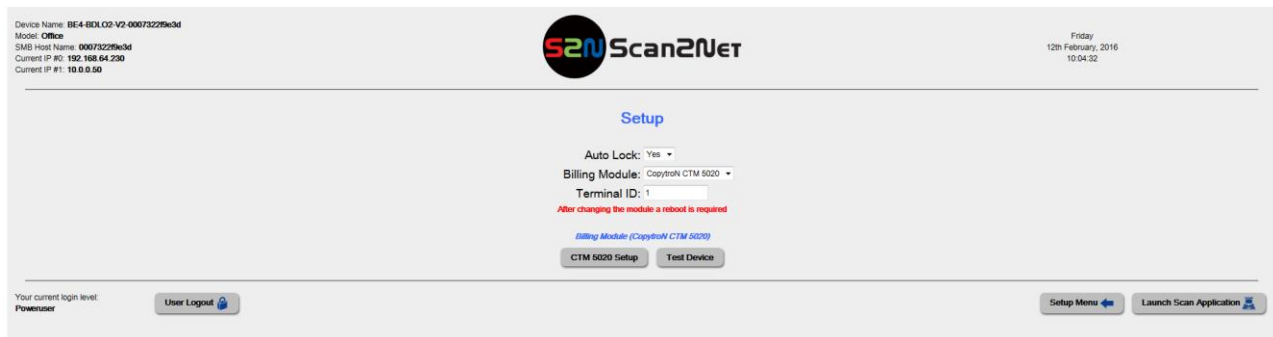 Device Name: BE4-BDLO2-V2-0007322f9e3d
Model: Office
SMB Host Name: 0007322f9e3d
Current IP #0: 192.168.64.230
Current IP #1: 10.0.0.50
S2N Scan2Net
Friday
12th February, 2016
10:04:32
Setup
Auto Lock: Yes
Billing Module: CopytroN CTM 5020
Terminal ID: 1
After changing the module a reboot is required
Billing Module (CopytroN CTM 5020)
CTM 5020 Setup Test Device
Your current login level:
Poweruser
User Logout
Setup Menu Launch Scan Application